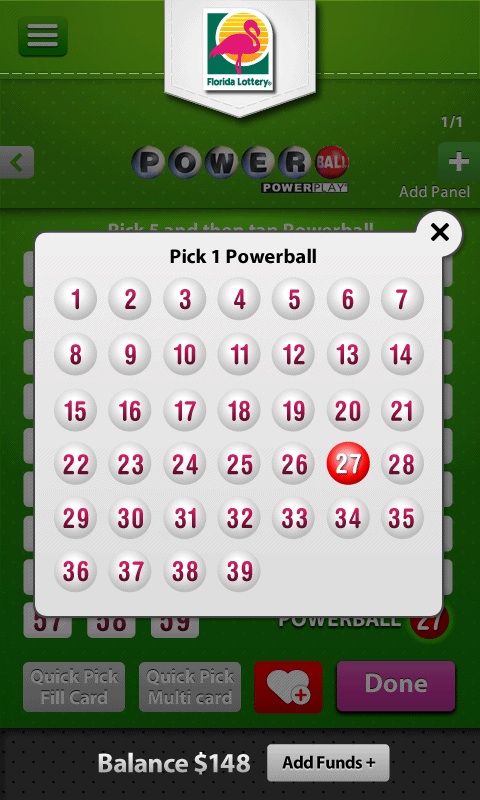 Florida Lottery
1/1
POWERBALL
POWERPLAY
Add Panel
Pick 5 and then tap Powerball
Pick 1 Powerball
1 2 3 4 5 6 7
8 9 10 11 12 13 14
15 16 17 18 19 20 21
22 23 24 25 26 27 28
29 30 31 32 33 34 35
36 37 38 39
57 58 59 POWERBALL 27
Quick Pick
Fill Card
Quick Pick
Multi card
Done
Balance $148
Add Funds +